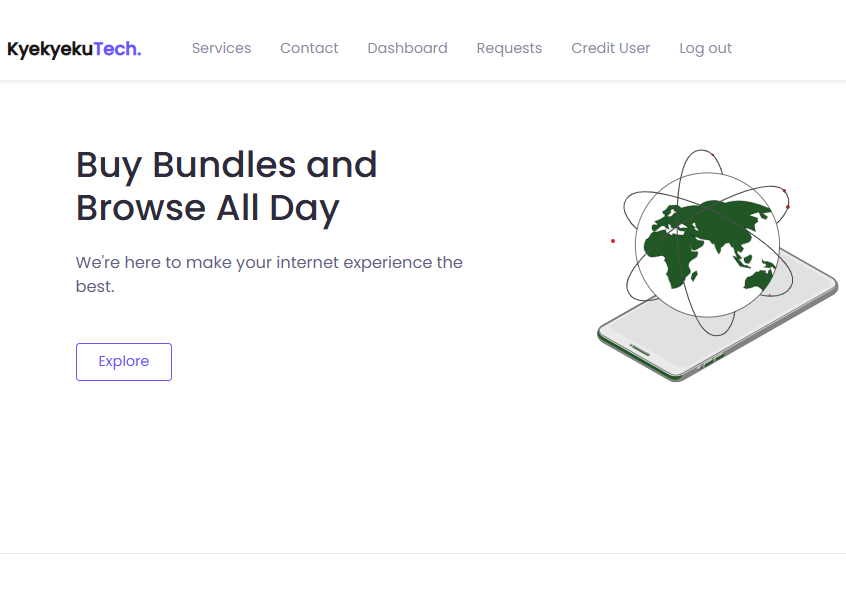 KyekyekuTech. Services Contact Dashboard Requests Credit User Log out
Buy Bundles and
Browse All Day
We're here to make your internet experience the
best.
Explore